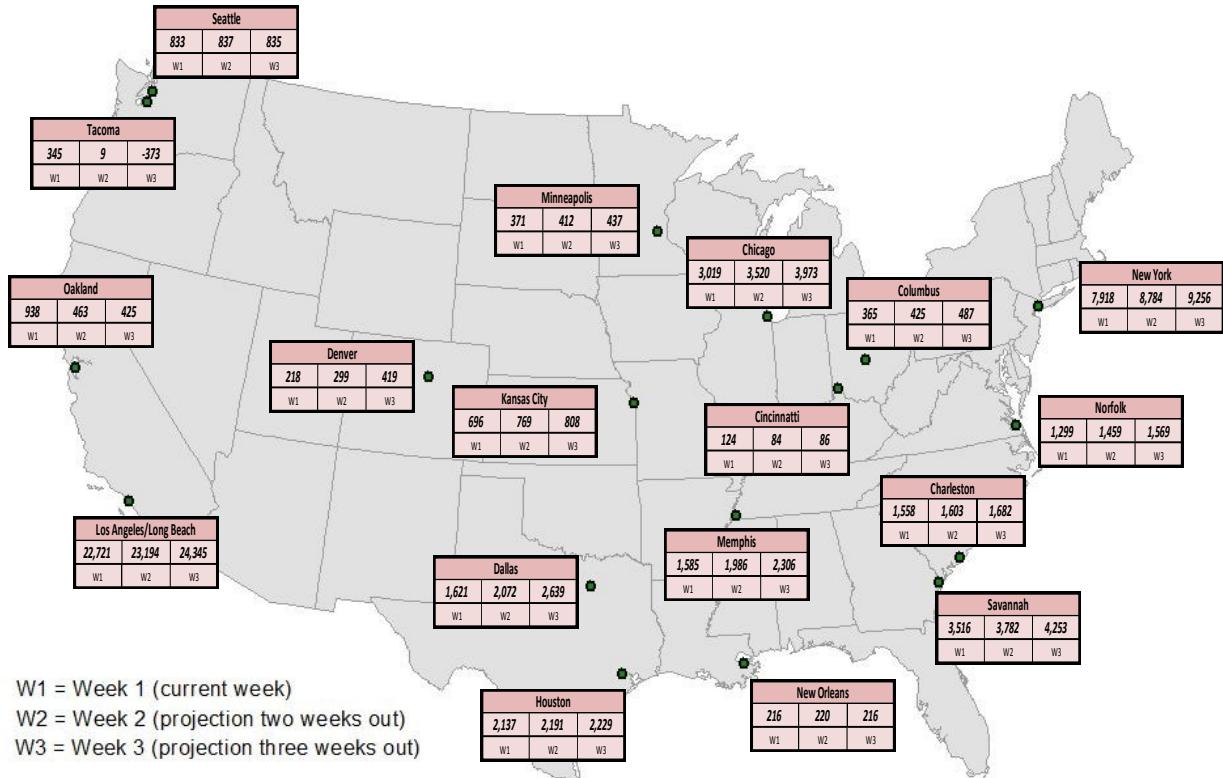 Seattle
833 837 835
W1 W2 W3
Tacoma
345 9 -373
W1 W2 W3
Minneapolis
371 412 437
W1 W2 W3
Chicago
3,019 3,520 3,973
W1 W2 W3
New York
7,918 8,784 9,256
W1 W2 W3
Oakland
938 463 425
W1 W2 W3
Columbus
365 425 487
W1 W2 W3
Denver
218 299 419
W1 W2 W3
Kansas City
696 769 808
W1 W2 W3
Cincinnatti
124 84 86
W1 W2 W3
Norfolk
1,299 1,459 1,569
W1 W2 W3
Charleston
1,558 1,603 1,682
W1 W2 W3
Los Angeles/Long Beach
22,721 23,194 24,345
W1 W2 W3
Memphis
1,585 1,986 2,306
W1 W2 W3
Dallas
1,621 2,072 2,639
W1 W2 W3
Savannah
3,516 3,782 4,253
W1 W2 W3
New Orleans
216 220 216
W1 W2 W3
Houston
2,137 2,191 2,229
W1 W2 W3
W1 = Week 1 (current week)
W2 = Week 2 (projection two weeks out)
W3 = Week 3 (projection three weeks out)